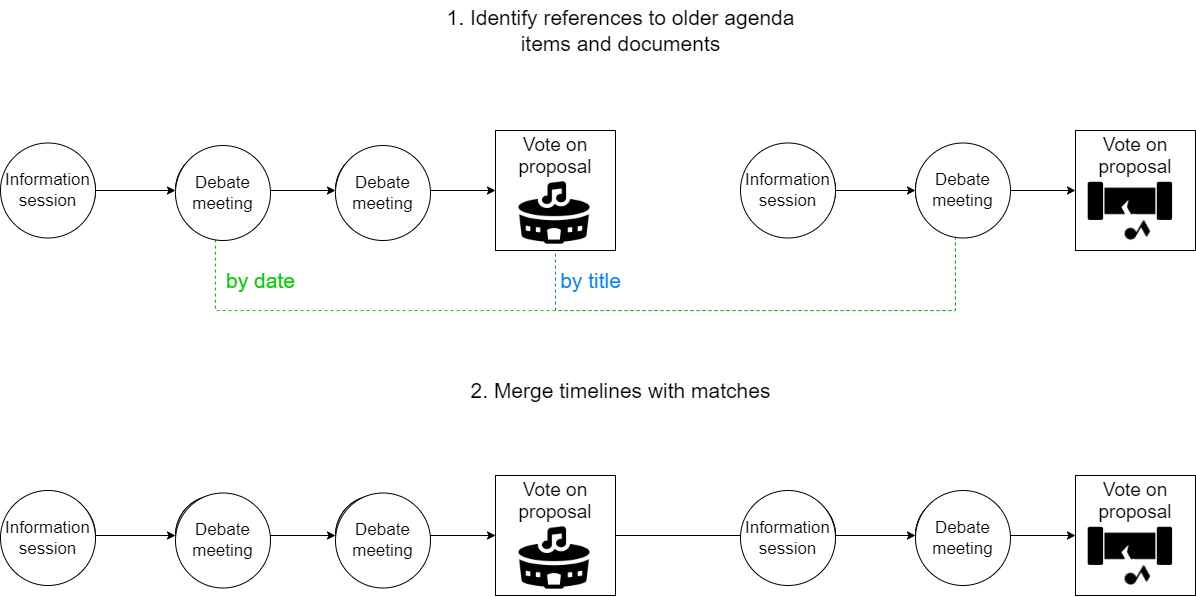 1. Identify references to older agenda
items and documents
Information
session
Debate
meeting
Debate
meeting
Vote on
proposal
Information
session
Debate
meeting
Vote on
proposal
by date
by title
2. Merge timelines with matches
Information
session
Debate
meeting
Debate
meeting
Vote on
proposal
Information
session
Debate
meeting
Vote on
proposal